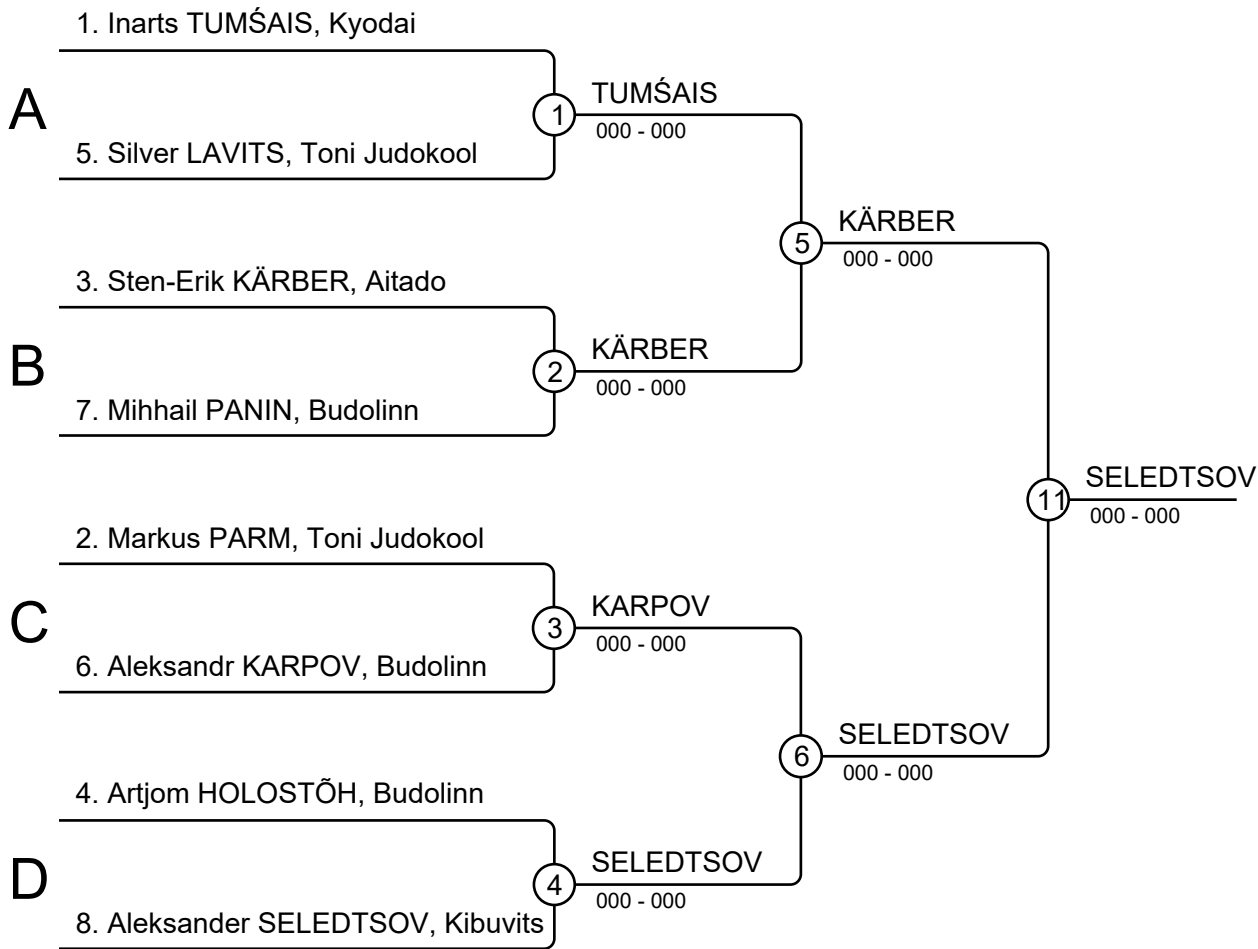 1. Inarts TUMŚAIS, Kyodai
A
1
TUMŚAIS
000 - 000
5. Silver LAVITS, Toni Judokool
5
KÄRBER
000 - 000
3. Sten-Erik KÄRBER, Aitado
B
2
KÄRBER
000 - 000
7. Mihhail PANIN, Budolinn
11
SELEDTSOV
000 - 000
2. Markus PARM, Toni Judokool
C
3
KARPOV
000 - 000
6. Aleksandr KARPOV, Budolinn
6
SELEDTSOV
000 - 000
4. Artjom HOLOSTÕH, Budolinn
D
4
SELEDTSOV
000 - 000
8. Aleksander SELEDTSOV, Kibuvits